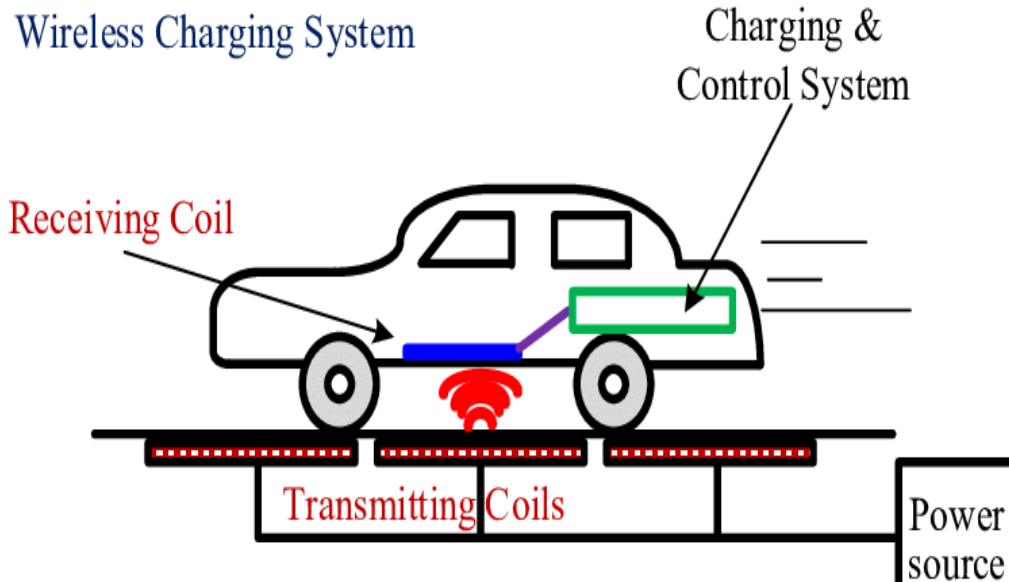 Wireless Charging System
Charging &
Control System
Receiving Coil
Transmitting Coils
Power
source